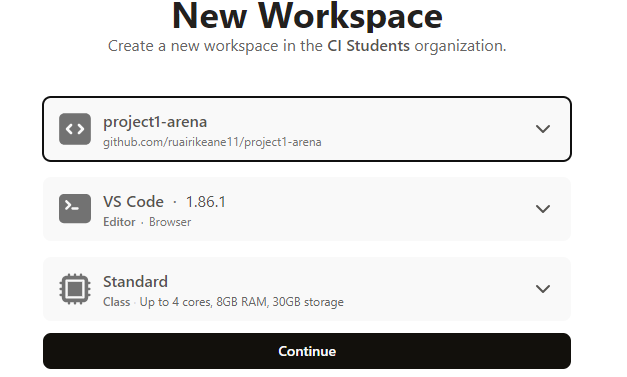 New Workspace
Create a new workspace in the CI Students organization.
project1-arena
github.com/ruairikeane11/project1-arena
VS Code · 1.86.1
Editor · Browser
Standard
Class · Up to 4 cores, 8GB RAM, 30GB storage
Continue